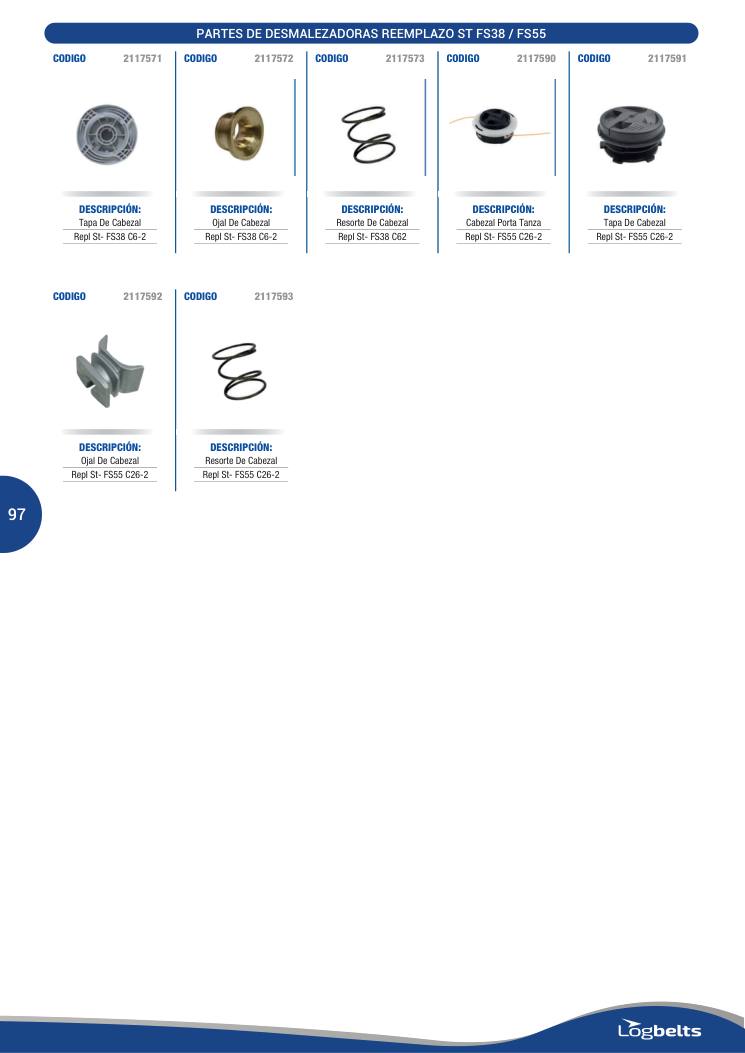 PARTES DE DESMALEZADORAS REEMPLAZO ST FS38 / FS55
CODIGO 2117571
DESCRIPCIÓN:
Tapa De Cabezal
Repl St- FS38 C6-2
CODIGO 2117572
DESCRIPCIÓN:
Ojal De Cabezal
Repl St- FS38 C6-2
CODIGO 2117573
DESCRIPCIÓN:
Resorte De Cabezal
Repl St- FS38 C62
CODIGO 2117590
DESCRIPCIÓN:
Cabezal Porta Tanza
Repl St- FS55 C26-2
CODIGO 2117591
DESCRIPCIÓN:
Tapa De Cabezal
Repl St- FS55 C26-2
CODIGO 2117592
DESCRIPCIÓN:
Ojal De Cabezal
Repl St- FS55 C26-2
CODIGO 2117593
DESCRIPCIÓN:
Resorte De Cabezal
Repl St- FS55 C26-2
97
Logbelts